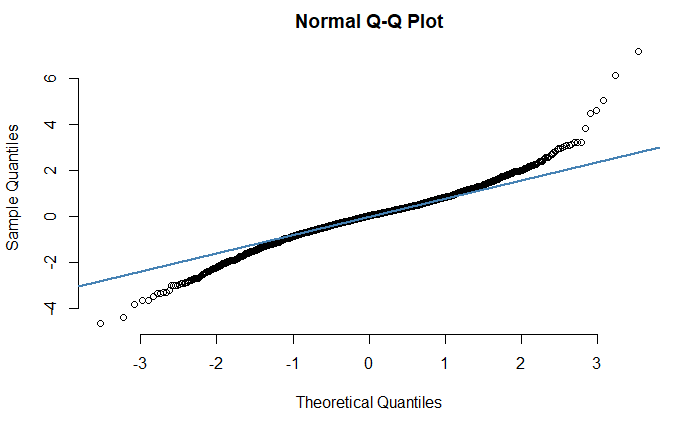 Normal Q-Q Plot
Sample Quantiles
6
4
2
0
-2
-4
-3 -2 -1 0 1 2 3
Theoretical Quantiles